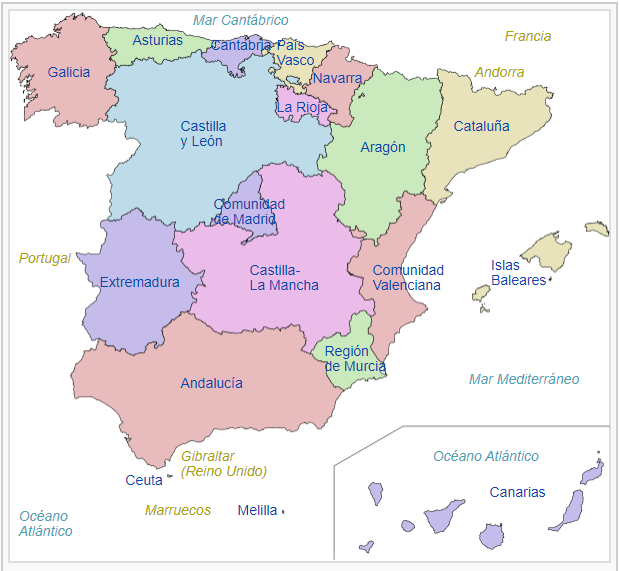 Mar Cantábrico
Francia
Asturias
Cantabria
País
Vasco
Galicia
Navarra
Andorra
La Rioja
Castilla
y León
Cataluña
Aragón
Comunidad
de Madrid
Portugal
Extremadura
Castilla-
La Mancha
Comunidad
Valenciana
Islas
Baleares
Región
de Murcia
Mar Mediterráneo
Andalucía
Gibraltar
(Reino Unido)
Ceuta
Marruecos
Melilla
Océano
Atlántico
Océano Atlántico
Canarias